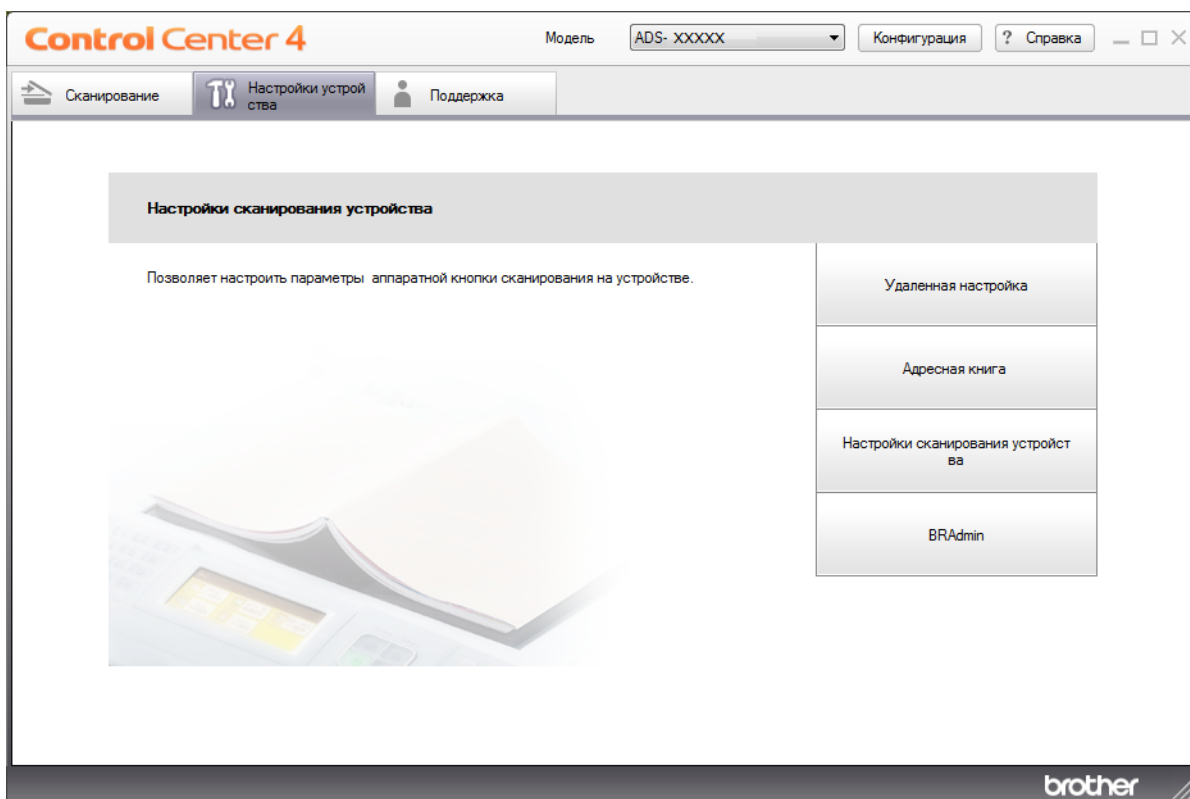 Control Center 4
Модель
ADS- XXXXX
Конфигурация
? Справка
Сканирование
Настройки устрой
ства
Поддержка
Настройки сканирования устройства
Позволяет настроить параметры аппаратной кнопки сканирования на устройстве.
Удаленная настройка
Адресная книга
Настройки сканирования устройст
ва
BRAdmin
brother